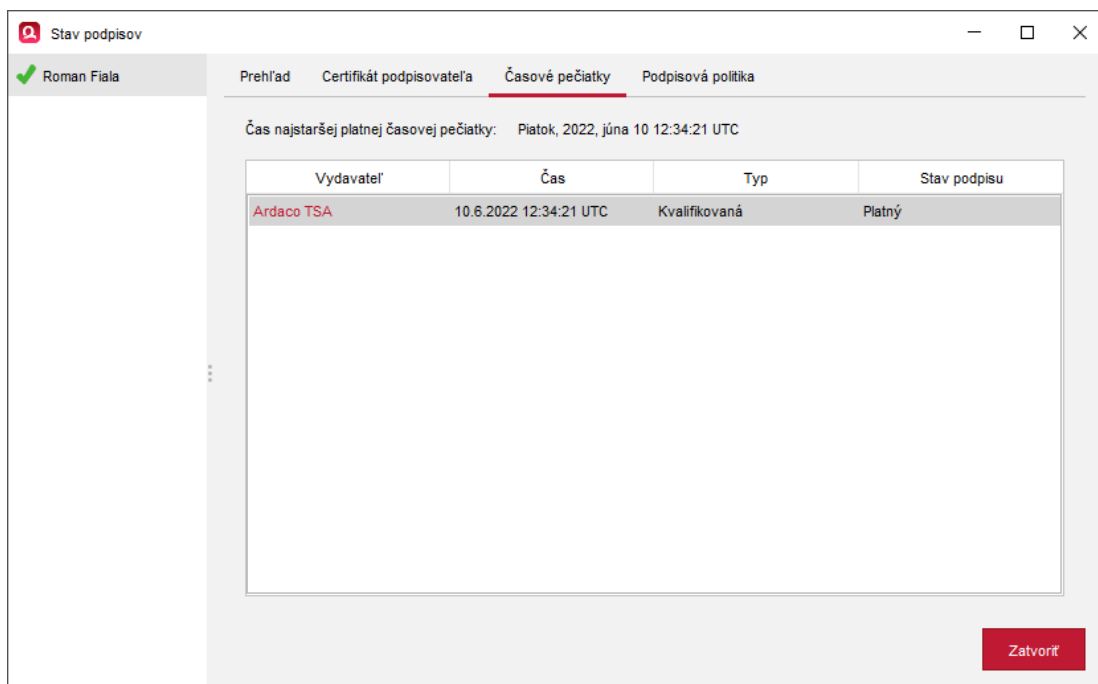 Stav podpisov
Roman Fiala
Prehľad Certifikát podpisovateľa Časové pečiatky Podpisová politika
Čas najstaršej platnej časovej pečiatky: Piatok, 2022, júna 10 12:34:21 UTC
Vydavateľ Čas Typ Stav podpisu
Ardaco TSA 10.6.2022 12:34:21 UTC Kvalifikovaná Platný
Zatvoriť